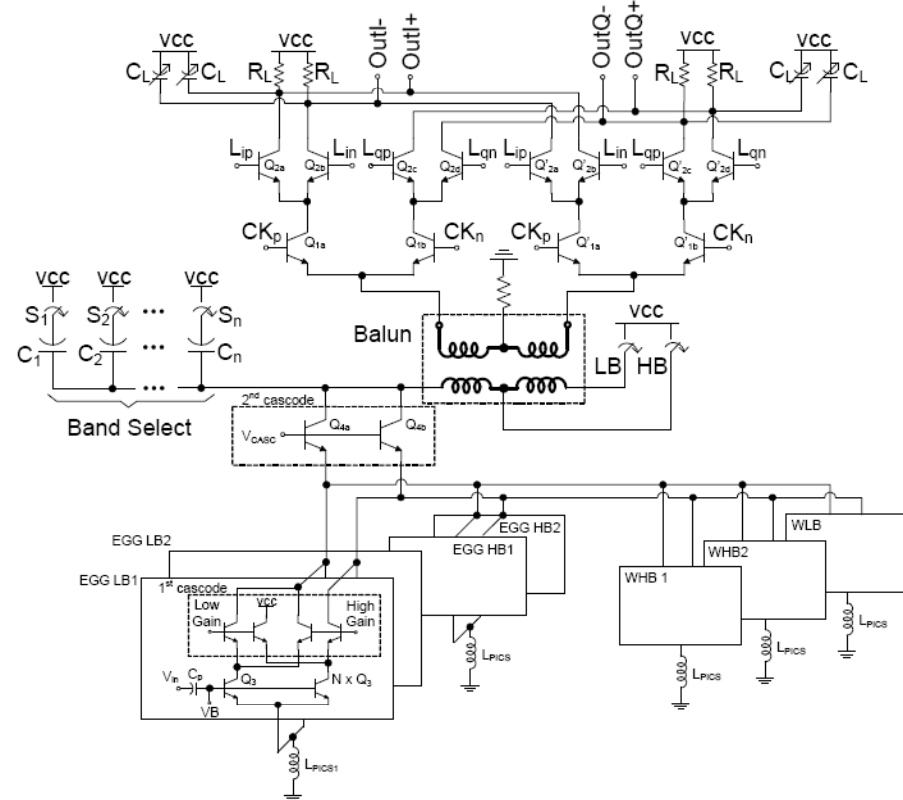 OutI- OutI+ OutQ- OutQ+
VCC VCC VCC VCC
CL CL RL RL RL RL CL CL
Lip Q2a Q2b Lin Lqp Q2c Q2d Lqn Lip Q'2a Q'2b Lin Lqp Q'2c Q'2d Lqn
CKp Q1a Q1b CKn CKp Q'1a Q'1b CKn
VCC VCC VCC
S1 S2 ••• Sn
C1 C2 ••• Cn
•••
Band Select
Balun
VCC
LB HB
2nd cascode
VCASC Q4a Q4b
EGG LB2
EGG LB1
1st cascode
Low Gain
VCC
High Gain
Vin Cp Q3 N x Q3
VB
LPICS1
EGG HB2
EGG HB1
LPICS
WLB
WHB2
WHB 1
LPICS
LPICS
LPICS